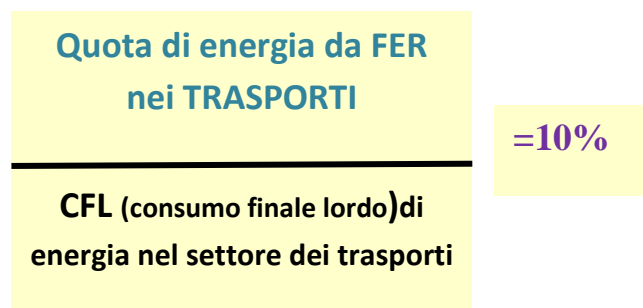 Quota di energia da FER
nei TRASPORTI
=10%
CFL (consumo finale lordo)di
energia nel settore dei trasporti